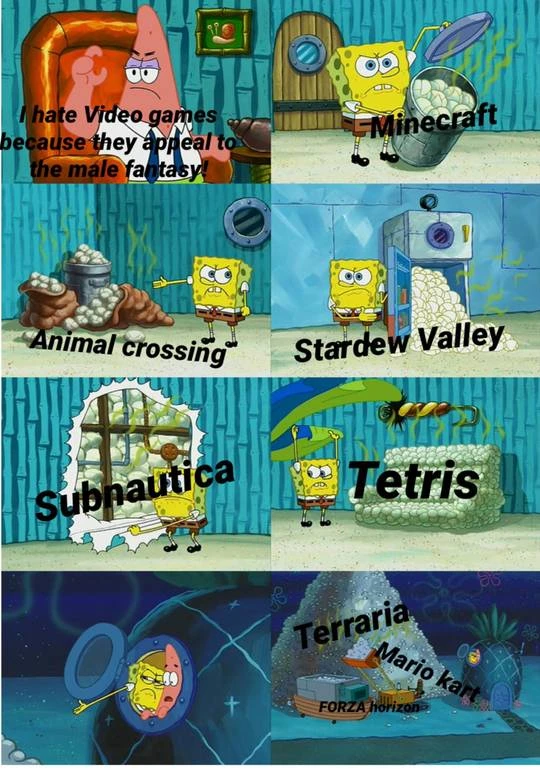 I hate Video games
because they appeal to
the male fantasy!
Minecraft
Animal crossing
Stardew Valley
Subnautica
Tetris
Terraria
Mario kart
FORZA horizon